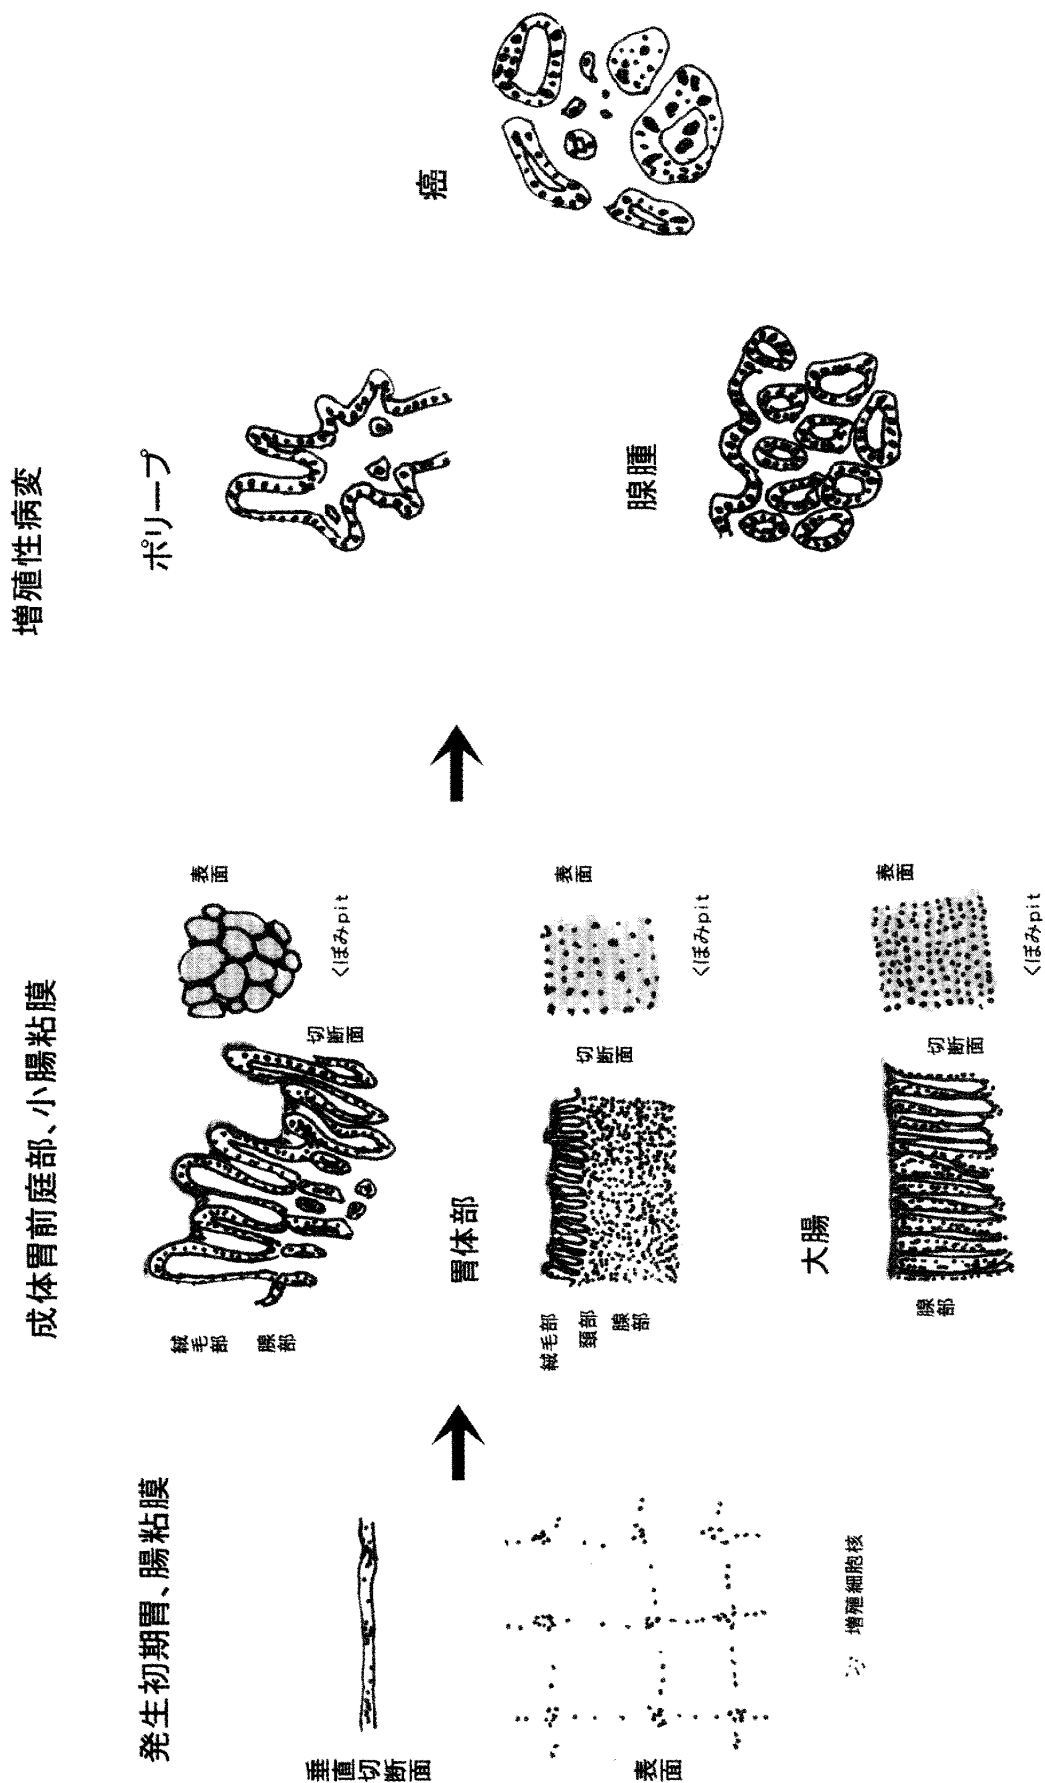 発生初期胃、腸粘膜
垂直切断面
表面
増殖細胞核
成体胃前庭部、小腸粘膜
絨毛部
腺部
切断面
表面
くぼみpit
胃体部
絨毛部
頚部
腺部
切断面
表面
くぼみpit
大腸
腺部
切断面
表面
くぼみpit
増殖性病変
ポリープ
腺腫
癌